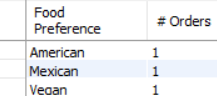 Food
Preference # Orders
American 1
Mexican 1
Vegan 1